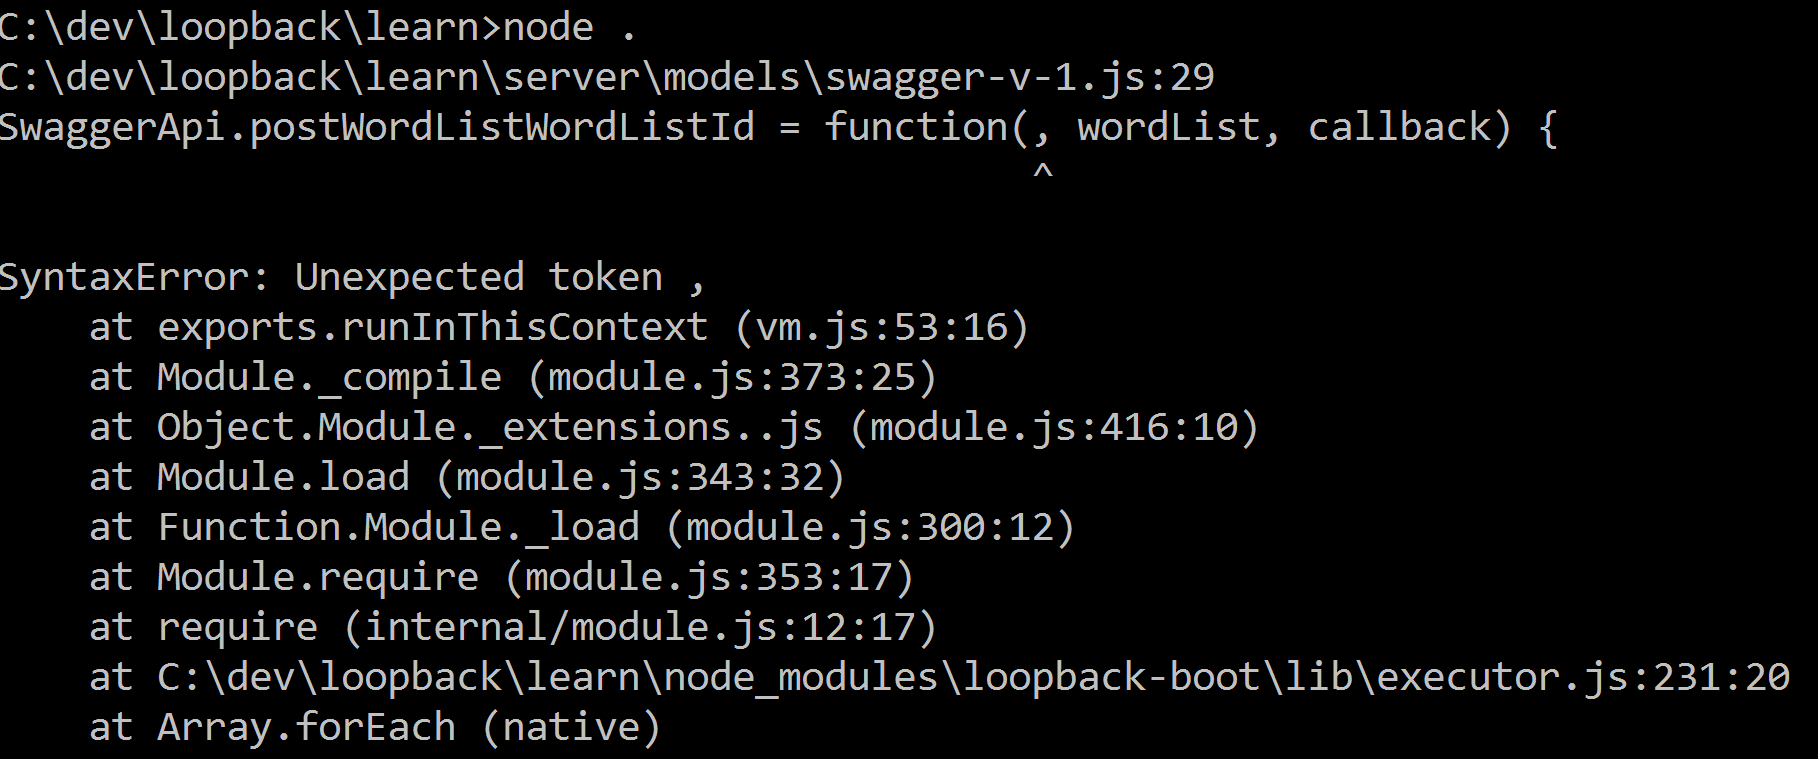 C:\dev\loopback\learn>node .
C:\dev\loopback\learn\server\models\swagger-v-1.js:29
SwaggerApi.postWordListWordListId = function(, wordList, callback) {
^
SyntaxError: Unexpected token ,
at exports.runInThisContext (vm.js:53:16)
at Module._compile (module.js:373:25)
at Object.Module._extensions..js (module.js:416:10)
at Module.load (module.js:343:32)
at Function.Module._load (module.js:300:12)
at Module.require (module.js:353:17)
at require (internal/module.js:12:17)
at C:\dev\loopback\learn\node_modules\loopback-boot\lib\executor.js:231:20
at Array.forEach (native)